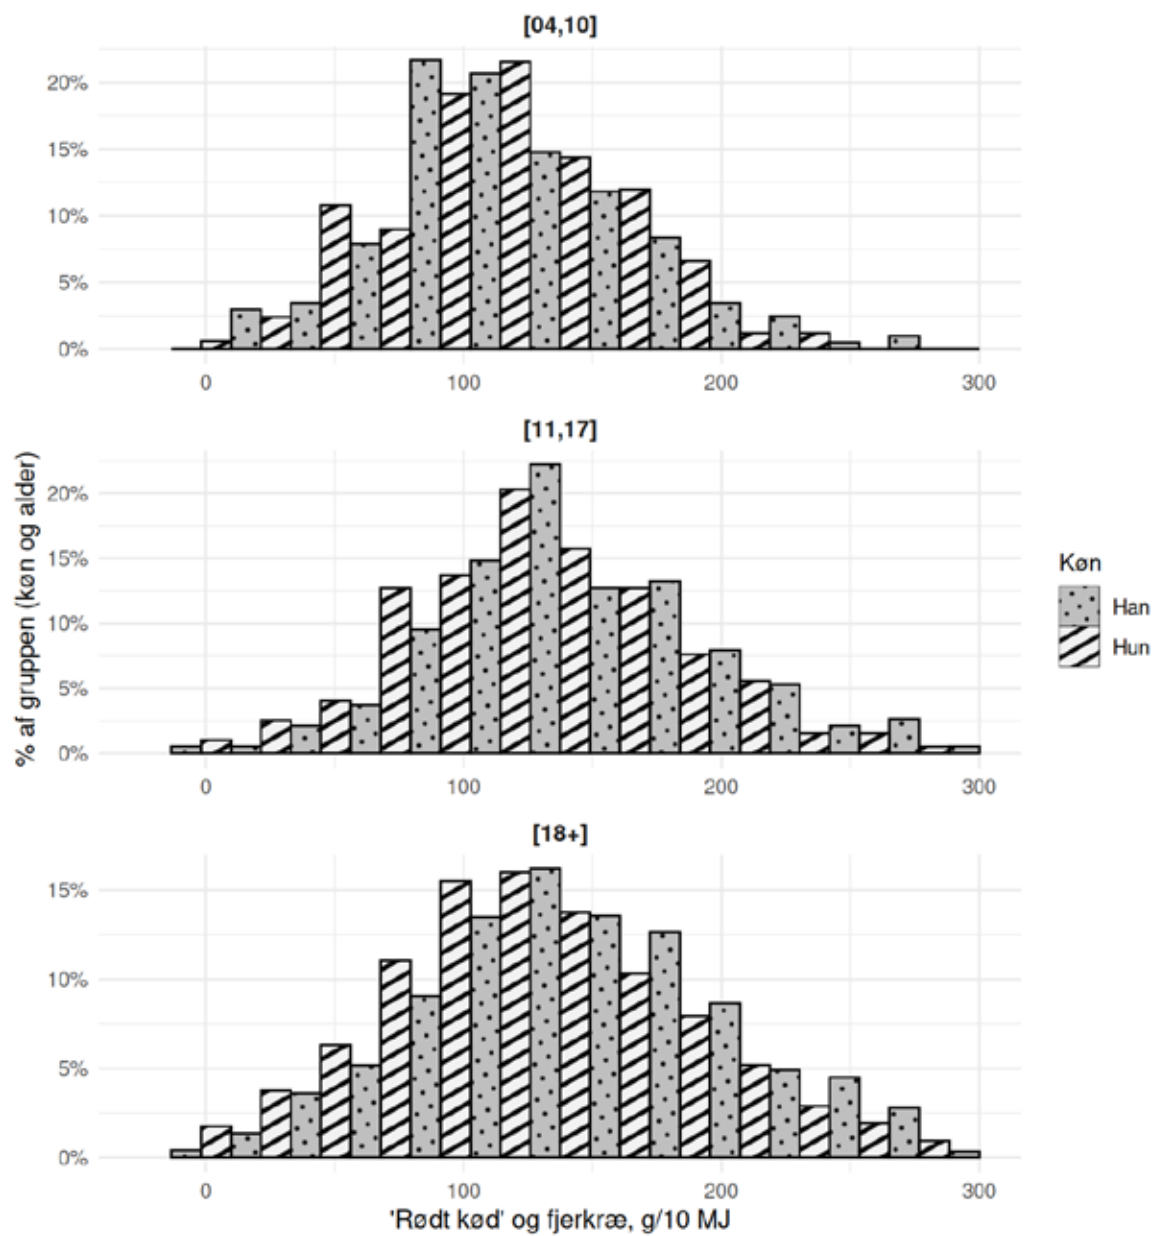 [04,10]
20%
15%
10%
5%
0%
0 100 200 300
[11,17]
% af gruppen (køn og alder)
20%
15%
10%
5%
0%
0 100 200 300
Køn
Han
Hun
[18+]
15%
10%
5%
0%
0 100 200 300
'Rødt kød' og fjerkræ, g/10 MJ